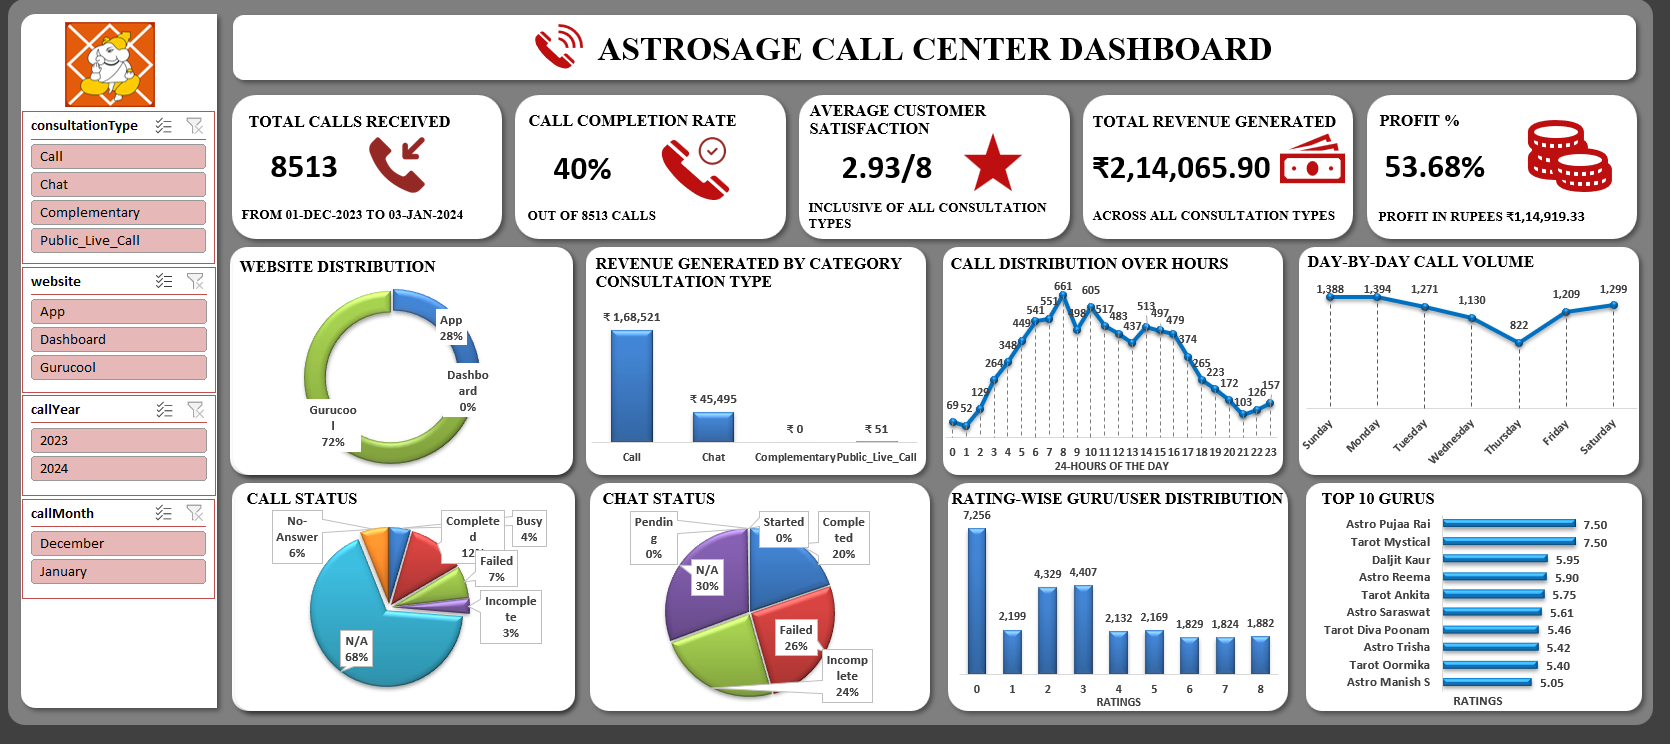 ASTROSAGE CALL CENTER DASHBOARD
consultationType
Call
Chat
Complementary
Public_Live_Call
website
App
Dashboard
Gurucool
callYear
2023
2024
callMonth
December
January
TOTAL CALLS RECEIVED
8513
FROM 01-DEC-2023 TO 03-JAN-2024
CALL COMPLETION RATE
40%
OUT OF 8513 CALLS
AVERAGE CUSTOMER
SATISFACTION
2.93/8
INCLUSIVE OF ALL CONSULTATION
TYPES
TOTAL REVENUE GENERATED
₹2,14,065.90
ACROSS ALL CONSULTATION TYPES
PROFIT %
53.68%
PROFIT IN RUPEES ₹1,14,919.33
WEBSITE DISTRIBUTION
App
28%
Dashbo
ard
0%
Gurucoo
l
72%
REVENUE GENERATED BY CATEGORY
CONSULTATION TYPE
₹ 1,68,521
₹ 45,495
₹ 0
₹ 51
Call
Chat
Complementary
Public_Live_Call
CALL DISTRIBUTION OVER HOURS
69
52
129
264
348
449
541
551
661
498
605
517
483
437
513
497
479
374
265
223
172
103
126
157
0 1 2 3 4 5 6 7 8 9 10 11 12 13 14 15 16 17 18 19 20 21 22 23
24-HOURS OF THE DAY
DAY-BY-DAY CALL VOLUME
1,388
1,394
1,271
1,130
822
1,209
1,299
Sunday
Monday
Tuesday
Wednesday
Thursday
Friday
Saturday
CALL STATUS
No-
Answer
6%
Complete
d
12%
Busy
4%
Failed
7%
Incomple
te
3%
N/A
68%
CHAT STATUS
Pendin
g
0%
Started
0%
Comple
ted
20%
N/A
30%
Failed
26%
Incomp
lete
24%
RATING-WISE GURU/USER DISTRIBUTION
7,256
2,199
4,329
4,407
2,132
2,169
1,829
1,824
1,882
0 1 2 3 4 5 6 7 8
RATINGS
TOP 10 GURUS
Astro Pujaa Rai 7.50
Tarot Mystical 7.50
Daljit Kaur 5.95
Astro Reema 5.90
Tarot Ankita 5.75
Astro Saraswat 5.61
Tarot Diva Poonam 5.46
Astro Trisha 5.42
Tarot Oormika 5.40
Astro Manish S 5.05
RATINGS